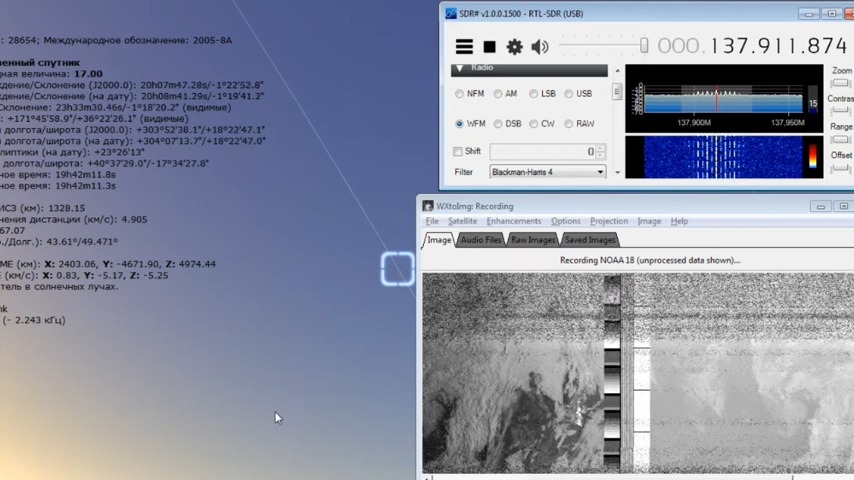 : 28654; Международное обозначение: 2005-8A
енный спутник
дная величина: 17.00
ждение/Склонение (J2000.0): 20h07m47.28s/-1°22'52.8"
ждение/Склонение (на дату): 20h08m41.29s/-1°19'41.2"
Склонение: 23h33m30.46s/-1°18'20.2" (видимые)
: +171°45'58.9"/+36°22'26.1" (видимые)
долгота/широта (J2000.0): +303°52'38.1"/+18°22'47.1"
я долгота/широта (на дату): +304°07'13.7"/+18°22'47.0"
липтики (на дату): +23°26'13"
я долгота/широта: +40°37'29.0"/-17°34'27.8"
ное время: 19h42m11.8s
ное время: 19h42m11.3s
ИСЗ (км): 1328.15
нения дистанции (км/с): 4.905
67.07
./Долг.): 43.61°/49.471°
ME (км): X: 2403.06, Y: -4671.90, Z: 4974.44
E (км/с): X: 0.83, Y: -5.17, Z: -5.25
тель в солнечных лучах.
nk
(- 2.243 кГц)
SDR# v1.0.0.1500 - RTL-SDR (USB)
000.137.911.874
Radio
NFM AM LSB USB
WFM DSB CW RAW
Shift 0
Filter Blackman-Harris 4
15
137,900M 137,950M
Zoom
Contras
Range
Offset
WXtoImg: Recording
File Satellite Enhancements Options Projection Image Help
Image Audio Files Raw Images Saved Images
Recording NOAA 18 (unprocessed data shown)...